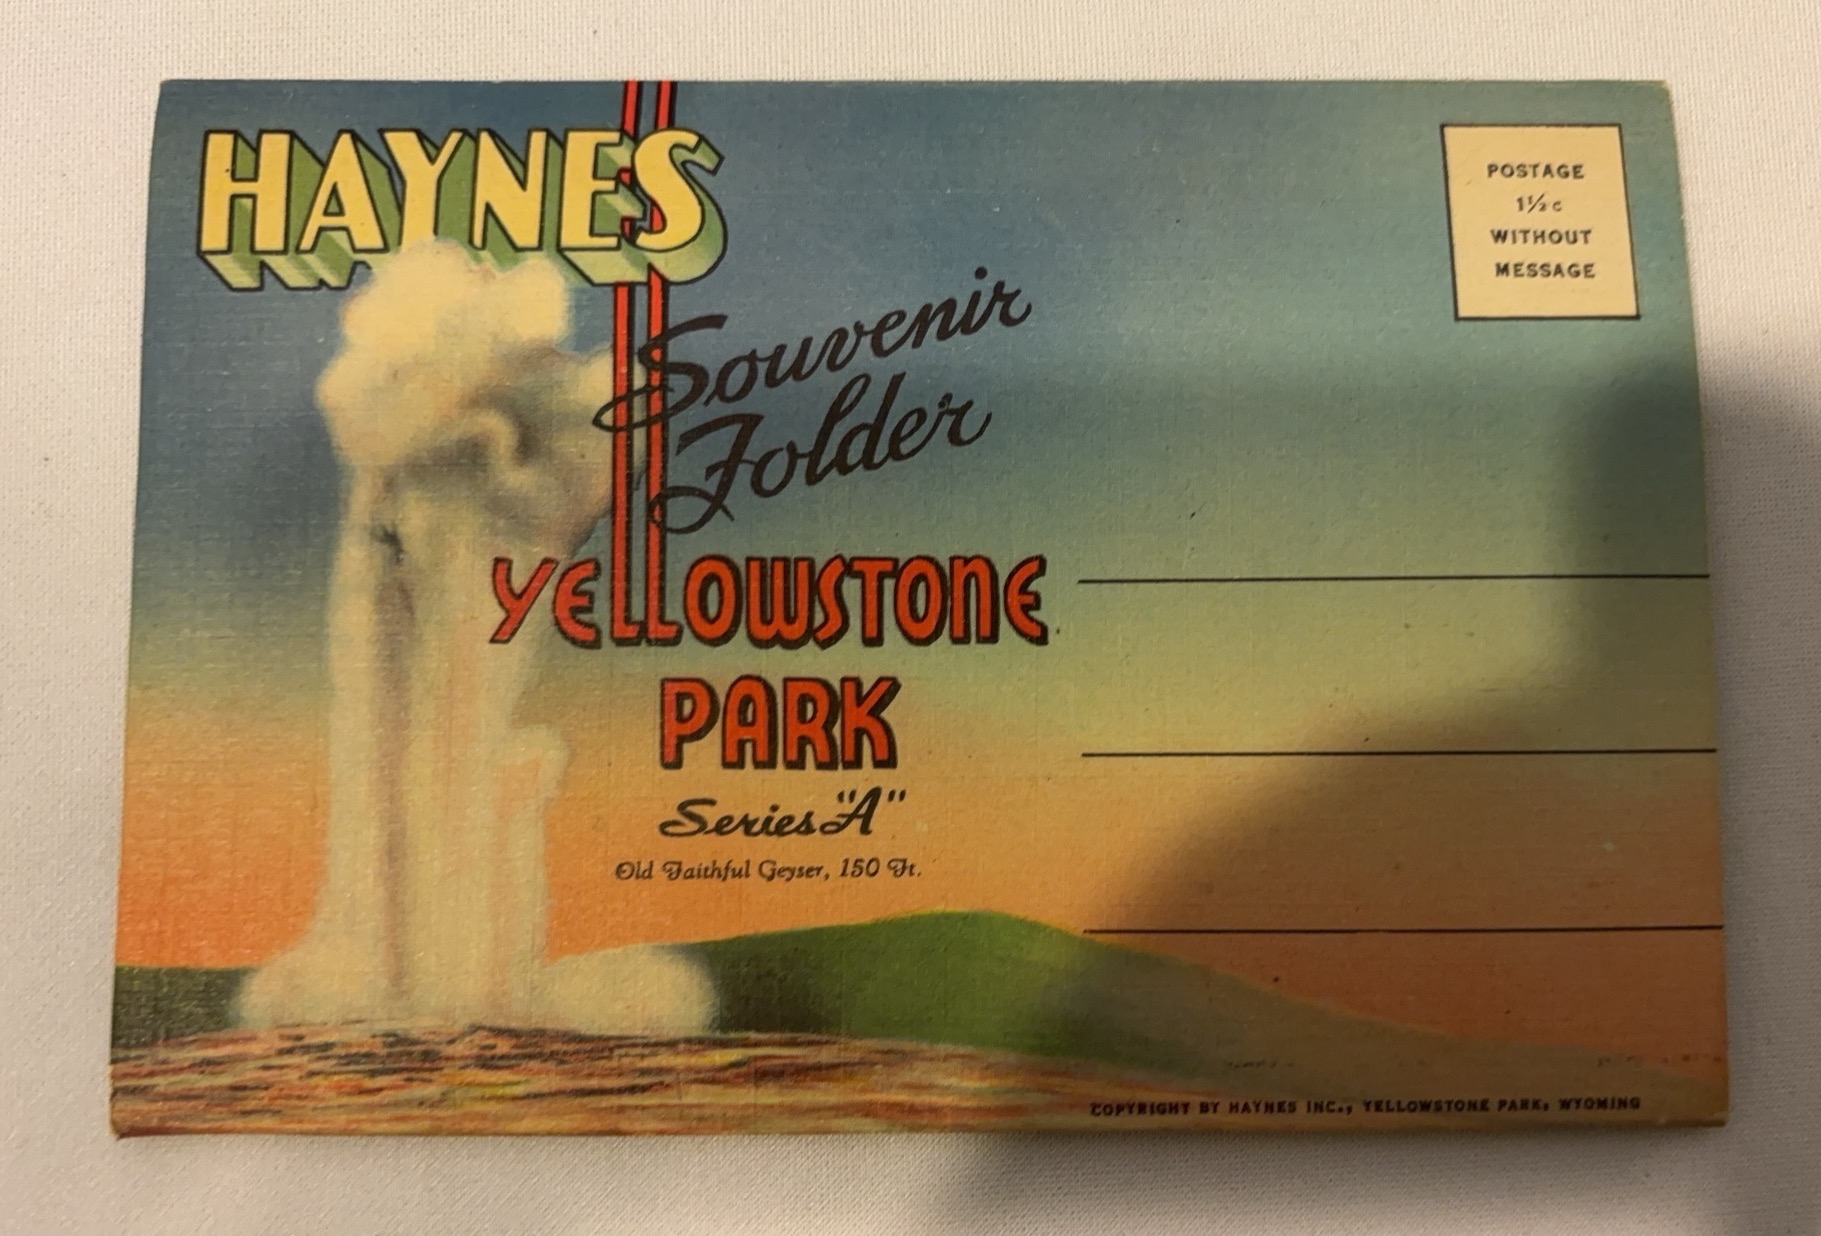 HAYNES
Souvenir
Folder
YELLOWSTONE
PARK
Series "A"
Old Faithful Geyser, 150 Ft.
POSTAGE
1½ c
WITHOUT
MESSAGE
COPYRIGHT BY HAYNES INC., YELLOWSTONE PARK, WYOMING